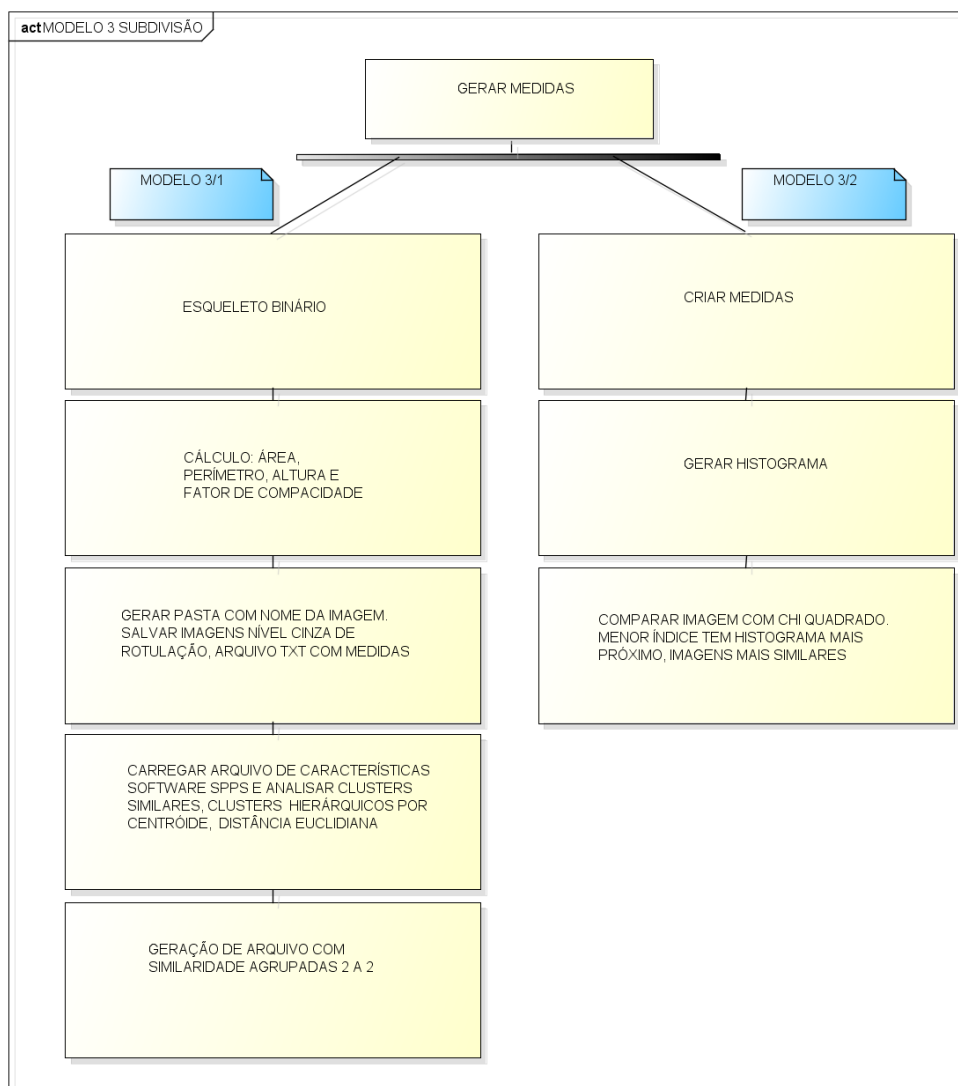 act MODELO 3 SUBDIVISÃO
GERAR MEDIDAS
MODELO 3/1
MODELO 3/2
ESQUELETO BINÁRIO
CRIAR MEDIDAS
CÁLCULO: ÁREA,
PERÍMETRO, ALTURA E
FATOR DE COMPACIDADE
GERAR HISTOGRAMA
GERAR PASTA COM NOME DA IMAGEM.
SALVAR IMAGENS NÍVEL CINZA DE
ROTULAÇÃO, ARQUIVO TXT COM MEDIDAS
COMPARAR IMAGEM COM CHI QUADRADO.
MENOR ÍNDICE TEM HISTOGRAMA MAIS
PRÓXIMO, IMAGENS MAIS SIMILARES
CARREGAR ARQUIVO DE CARACTERÍSTICAS
SOFTWARE SPPS E ANALISAR CLUSTERS
SIMILARES, CLUSTERS HIERÁRQUICOS POR
CENTRÓIDE, DISTÂNCIA EUCLIDIANA
GERAÇÃO DE ARQUIVO COM
SIMILARIDADE AGRUPADAS 2 A 2